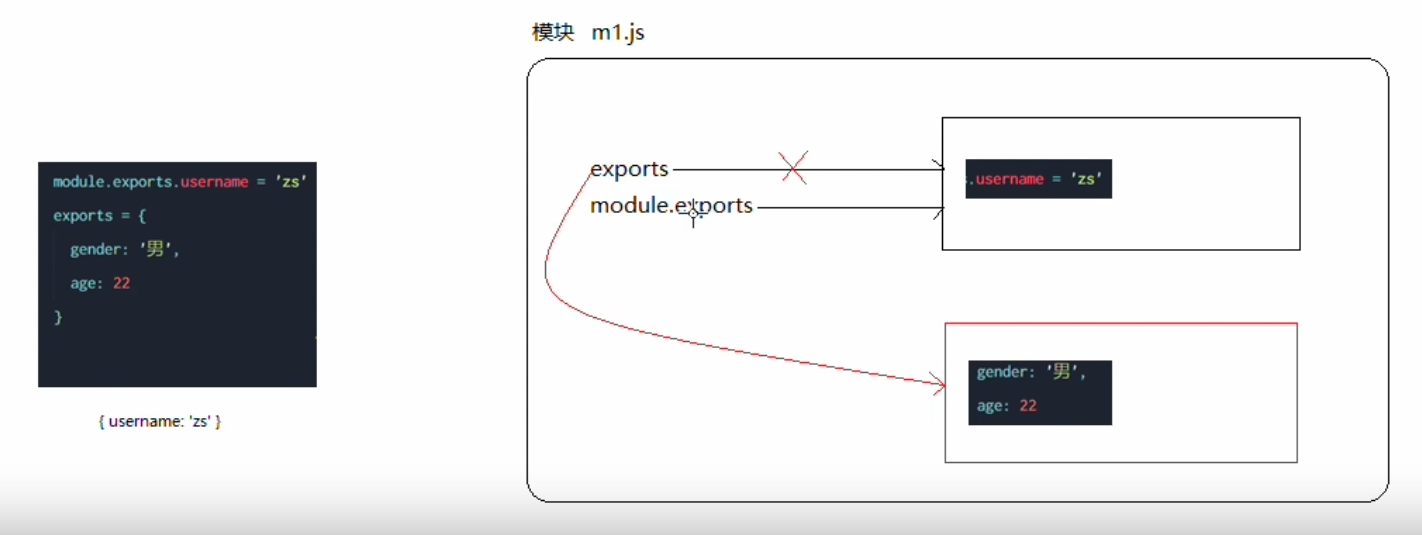 模块 m1.js
module.exports.username = 'zs'
exports = {
gender: '男',
age: 22
}
{ username: 'zs' }
exports
module.exports
.username = 'zs'
gender: '男',
age: 22